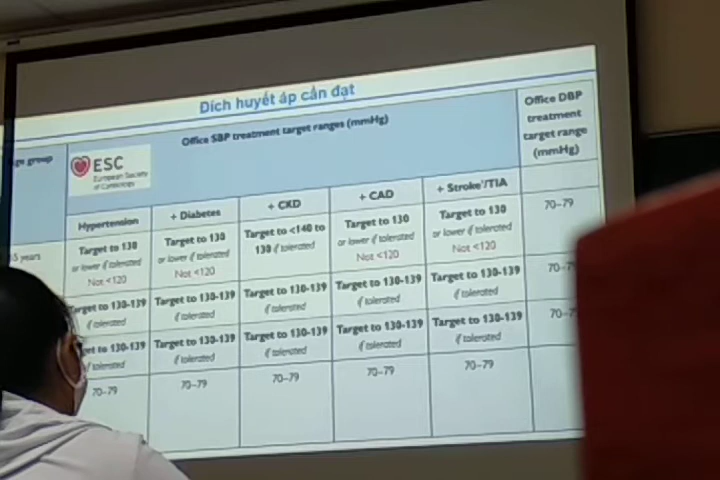 Đích huyết áp cần đạt
age group
Office SBP treatment target ranges (mmHg)
Office DBP
treatment
target range
(mmHg)
ESC
European Society
of Cardiology
Hypertension
+ Diabetes
+ CKD
+ CAD
+ Stroke*/TIA
years
Target to 130
or lower if tolerated
Not <120
Target to 130
or lower if tolerated
Not <120
Target to <140 to
130 if tolerated
Target to 130
or lower if tolerated
Not <120
Target to 130
or lower if tolerated
Not <120
70–79
Target to 130-139
if tolerated
Target to 130-139
if tolerated
Target to 130-139
if tolerated
Target to 130-139
if tolerated
Target to 130-139
if tolerated
to 130-139
if tolerated
Target to 130-139
if tolerated
Target to 130-139
if tolerated
Target to 130-139
if tolerated
Target to 130-139
if tolerated
70–79
70–79
70–79
70–79
70–79